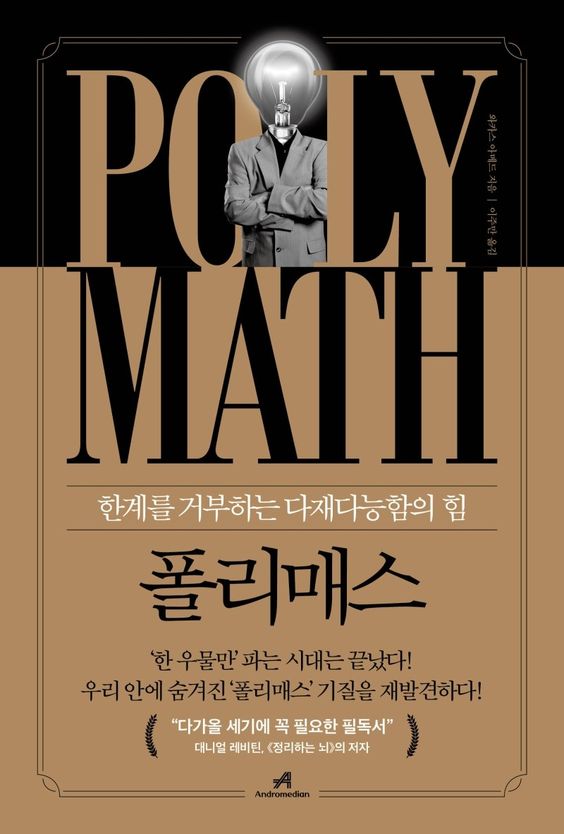 POLY
와카스 아메드 지음 | 이주만 옮김
MATH
한계를 거부하는 다재다능함의 힘
폴리매스
‘한 우물만’ 파는 시대는 끝났다!
우리 안에 숨겨진 ‘폴리매스’ 기질을 재발견하다!
“다가올 세기에 꼭 필요한 필독서”
대니얼 레비틴, 《정리하는 뇌》의 저자
Andromedian